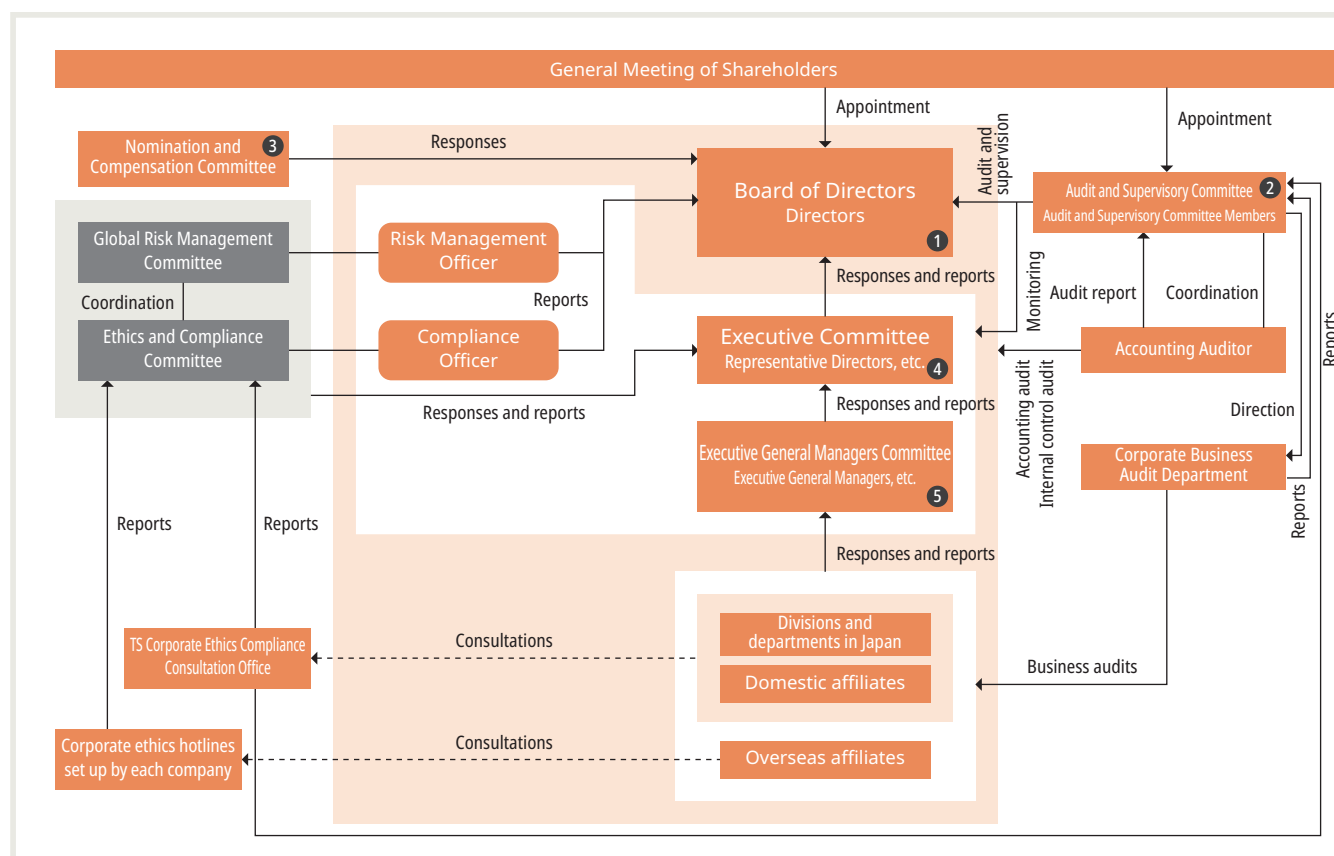 General Meeting of Shareholders
Appointment
Appointment
Nomination and
Compensation Committee
3
Responses
Audit and
supervision
Board of Directors
Directors
1
Audit and Supervisory Committee
2
Audit and Supervisory Committee Members
Global Risk Management
Committee
Risk Management
Officer
Coordination
Reports
Responses and reports
Monitoring
Audit report
Coordination
Reports
Ethics and Compliance
Committee
Compliance
Officer
Executive Committee
Representative Directors, etc.
4
Accounting Auditor
Responses and reports
Responses and reports
Accounting audit
Internal control audit
Direction
Executive General Managers Committee
Executive General Managers, etc.
5
Corporate Business
Audit Department
Reports
Reports
Reports
Responses and reports
TS Corporate Ethics Compliance
Consultation Office
Consultations
Divisions and
departments in Japan
Domestic affiliates
Business audits
Corporate ethics hotlines
set up by each company
Consultations
Overseas affiliates